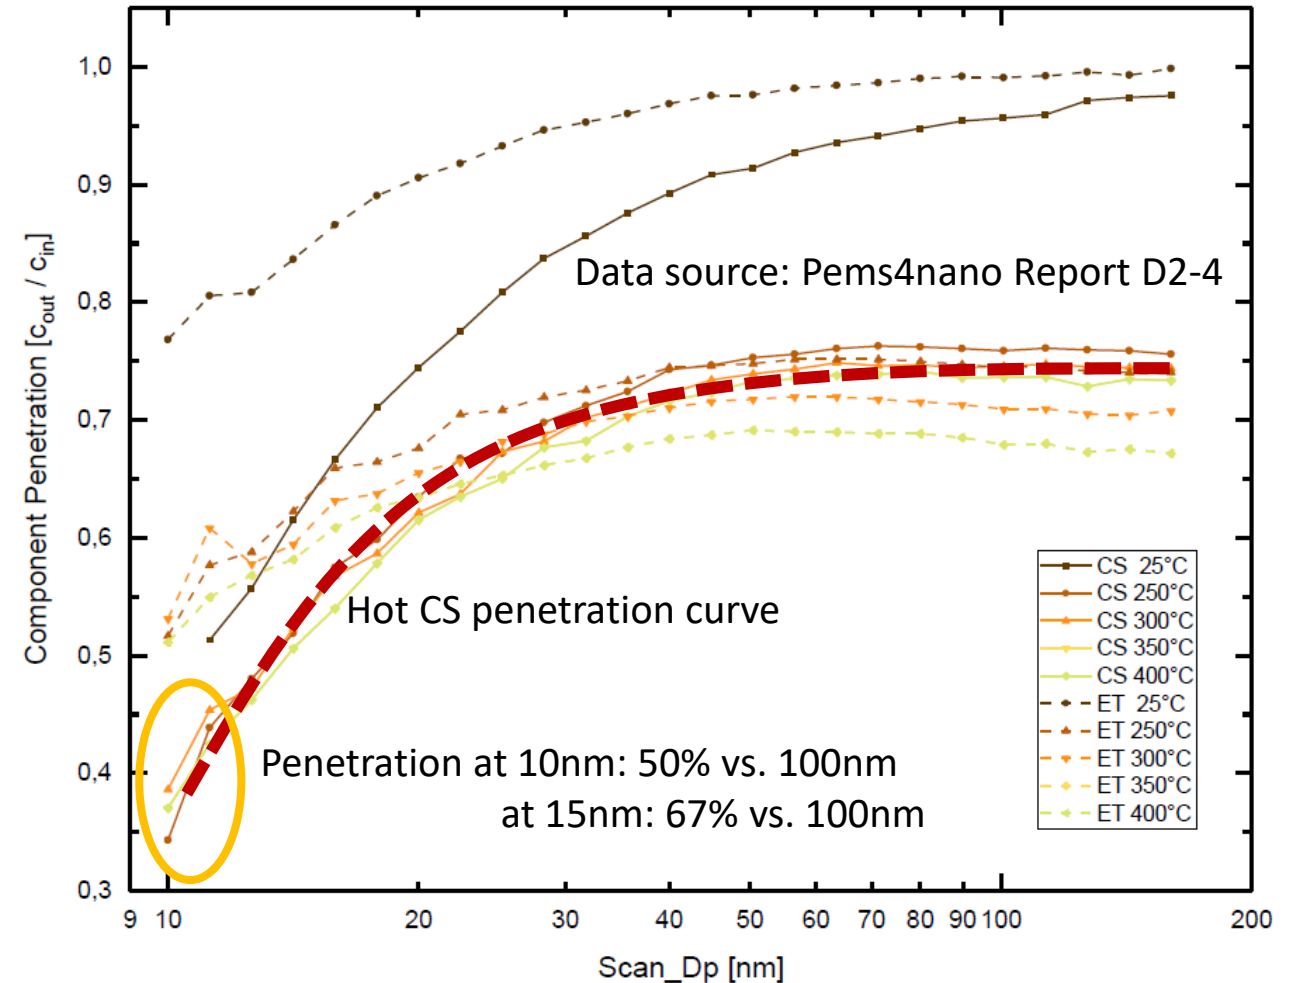 1,0
0,9
0,8
0,7
0,6
0,5
0,4
0,3
Component Penetration [c_out / c_in]
Data source: Pems4nano Report D2-4
Hot CS penetration curve
Penetration at 10nm: 50% vs. 100nm
at 15nm: 67% vs. 100nm
CS 25°C
CS 250°C
CS 300°C
CS 350°C
CS 400°C
ET 25°C
ET 250°C
ET 300°C
ET 350°C
ET 400°C
9 10 20 30 40 50 60 70 80 90 100 200
Scan_Dp [nm]